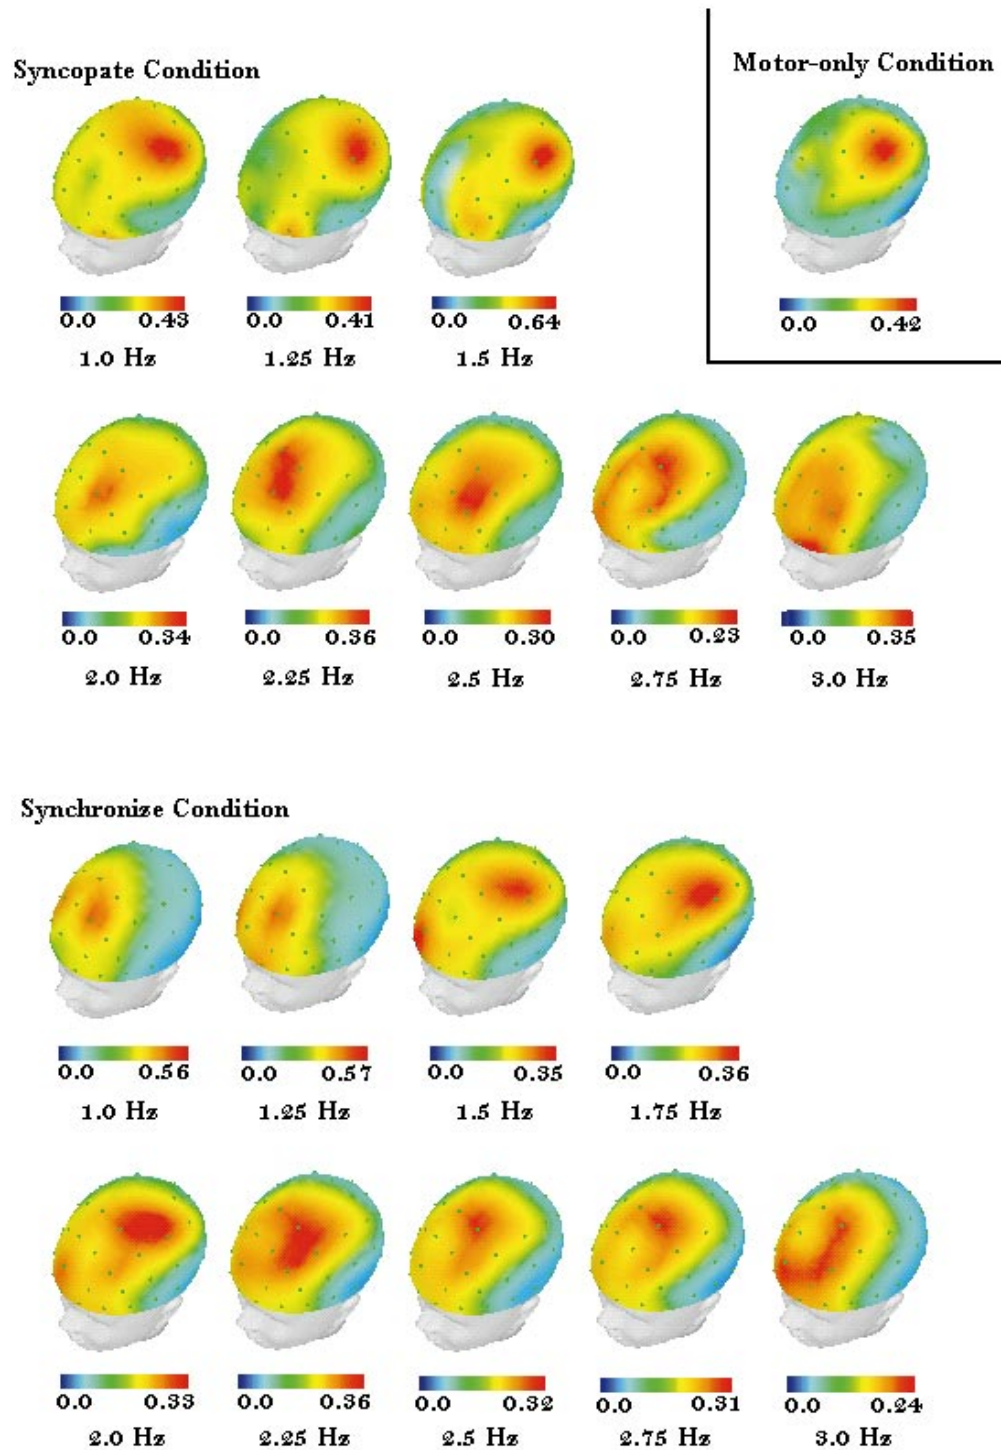 Syncopate Condition
Motor-only Condition
0.0 0.43
0.0 0.41
0.0 0.64
0.0 0.42
1.0 Hz
1.25 Hz
1.5 Hz
0.0 0.34
0.0 0.36
0.0 0.30
0.0 0.23
0.0 0.35
2.0 Hz
2.25 Hz
2.5 Hz
2.75 Hz
3.0 Hz
Synchronize Condition
0.0 0.56
0.0 0.57
0.0 0.35
0.0 0.36
1.0 Hz
1.25 Hz
1.5 Hz
1.75 Hz
0.0 0.33
0.0 0.36
0.0 0.32
0.0 0.31
0.0 0.24
2.0 Hz
2.25 Hz
2.5 Hz
2.75 Hz
3.0 Hz